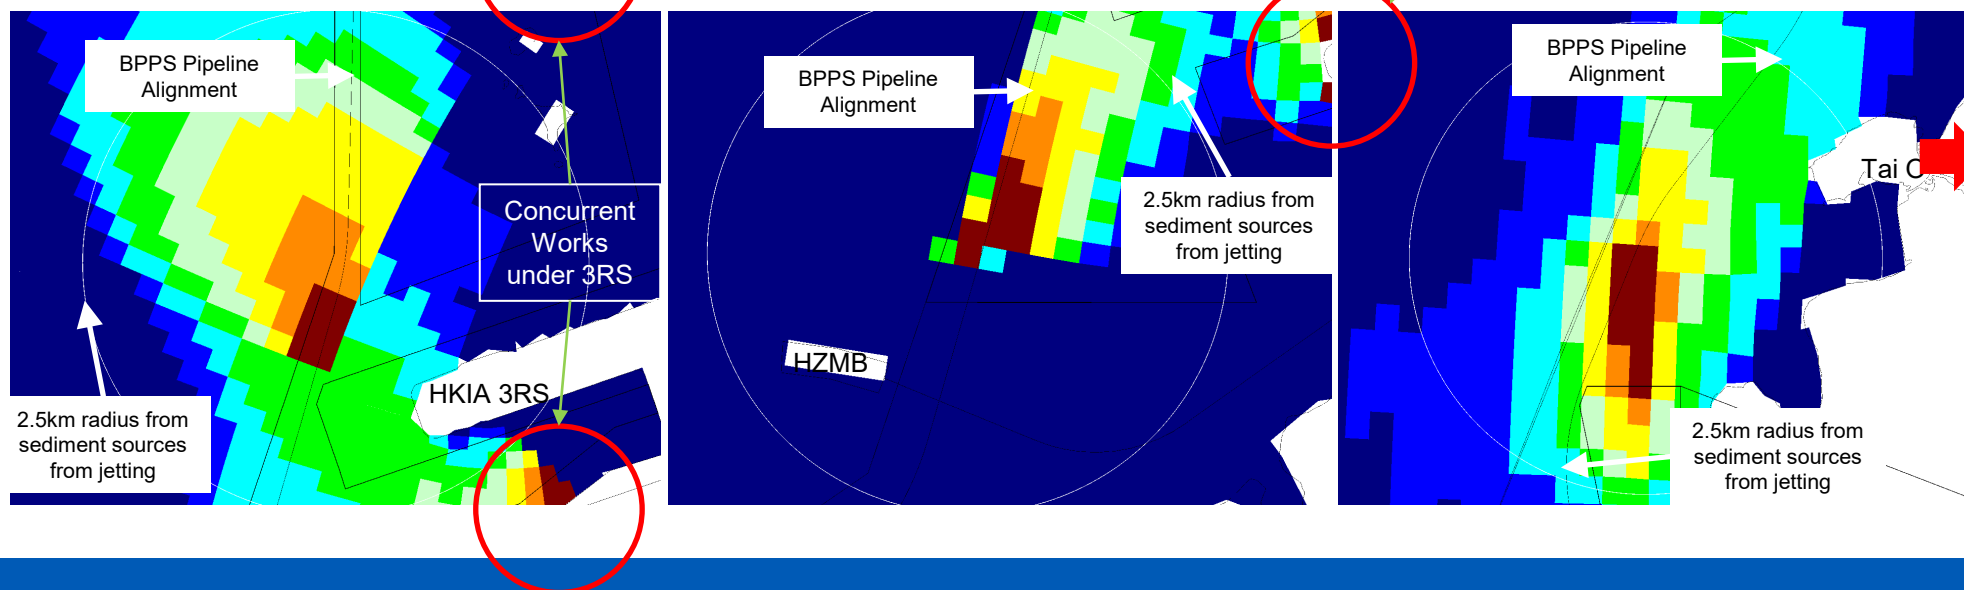 BPPS Pipeline
Alignment
Concurrent
Works
under 3RS
HKIA 3RS
2.5km radius from
sediment sources
from jetting
BPPS Pipeline
Alignment
2.5km radius from
sediment sources
from jetting
HZMB
BPPS Pipeline
Alignment
Tai
2.5km radius from
sediment sources
from jetting